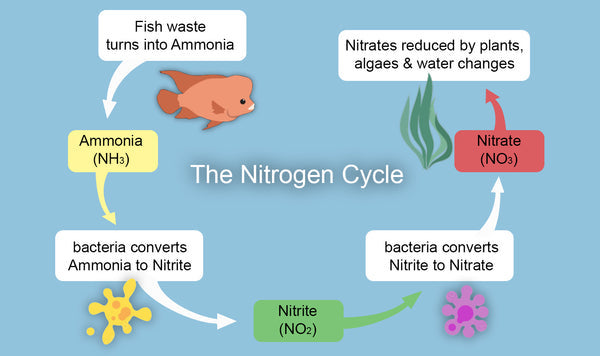 Fish waste
turns into Ammonia
Ammonia
(NH₃)
bacteria converts
Ammonia to Nitrite
Nitrite
(NO₂)
bacteria converts
Nitrite to Nitrate
Nitrate
(NO₃)
Nitrates reduced by plants,
algaes & water changes
The Nitrogen Cycle